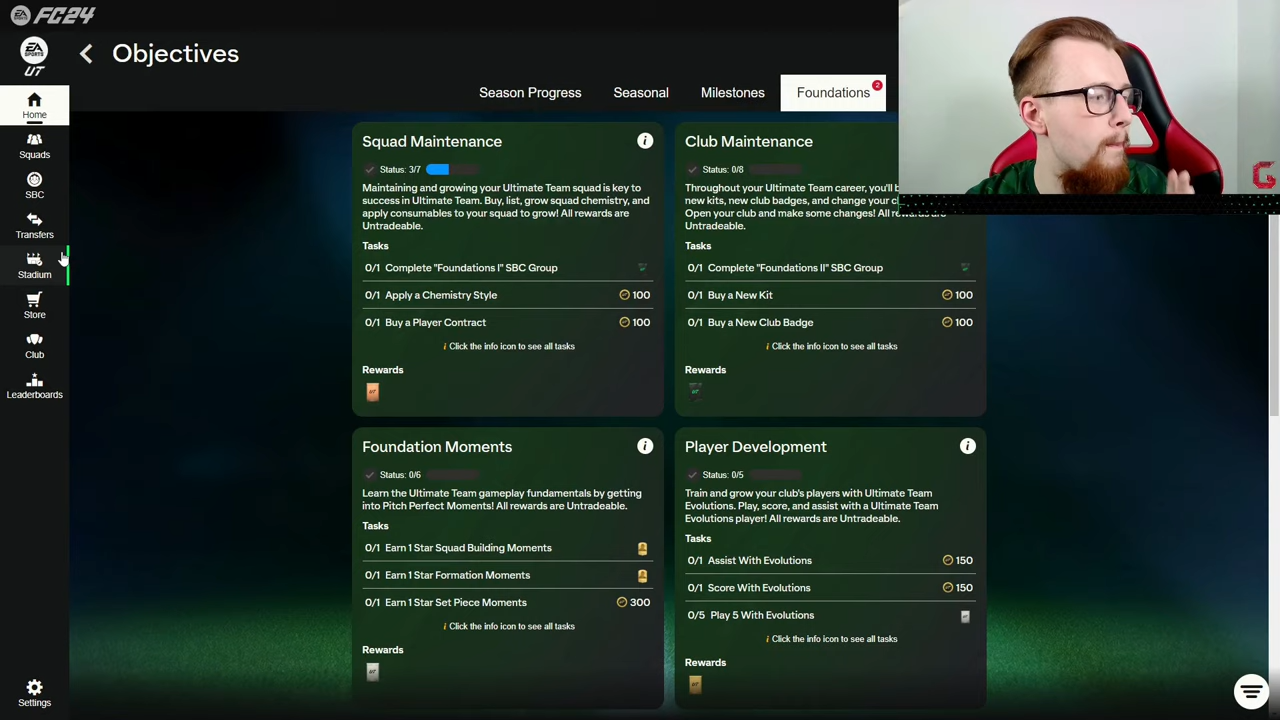 EA SPORTS FC24
EA SPORTS UT
Objectives
Season Progress
Seasonal
Milestones
Foundations
2
Home
Squads
SBC
Transfers
Stadium
Store
Club
Leaderboards
Settings
Squad Maintenance
i
Status: 3/7
Maintaining and growing your Ultimate Team squad is key to
success in Ultimate Team. Buy, list, grow squad chemistry, and
apply consumables to your squad to grow! All rewards are
Untradeable.
Tasks
0/1 Complete "Foundations I" SBC Group
0/1 Apply a Chemistry Style 100
0/1 Buy a Player Contract 100
i Click the info icon to see all tasks
Rewards
UT
Club Maintenance
Status: 0/8
Throughout your Ultimate Team career, you'll b
new kits, new club badges, and change your c
Open your club and make some changes! All re
Untradeable.
Tasks
0/1 Complete "Foundations II" SBC Group
0/1 Buy a New Kit 100
0/1 Buy a New Club Badge 100
i Click the info icon to see all tasks
Rewards
UT
Foundation Moments
i
Status: 0/6
Learn the Ultimate Team gameplay fundamentals by getting
into Pitch Perfect Moments! All rewards are Untradeable.
Tasks
0/1 Earn 1 Star Squad Building Moments
0/1 Earn 1 Star Formation Moments
0/1 Earn 1 Star Set Piece Moments 300
i Click the info icon to see all tasks
Rewards
UT
Player Development
i
Status: 0/5
Train and grow your club's players with Ultimate Team
Evolutions. Play, score, and assist with a Ultimate Team
Evolutions player! All rewards are Untradeable.
Tasks
0/1 Assist With Evolutions 150
0/1 Score With Evolutions 150
0/5 Play 5 With Evolutions
i Click the info icon to see all tasks
Rewards
UT